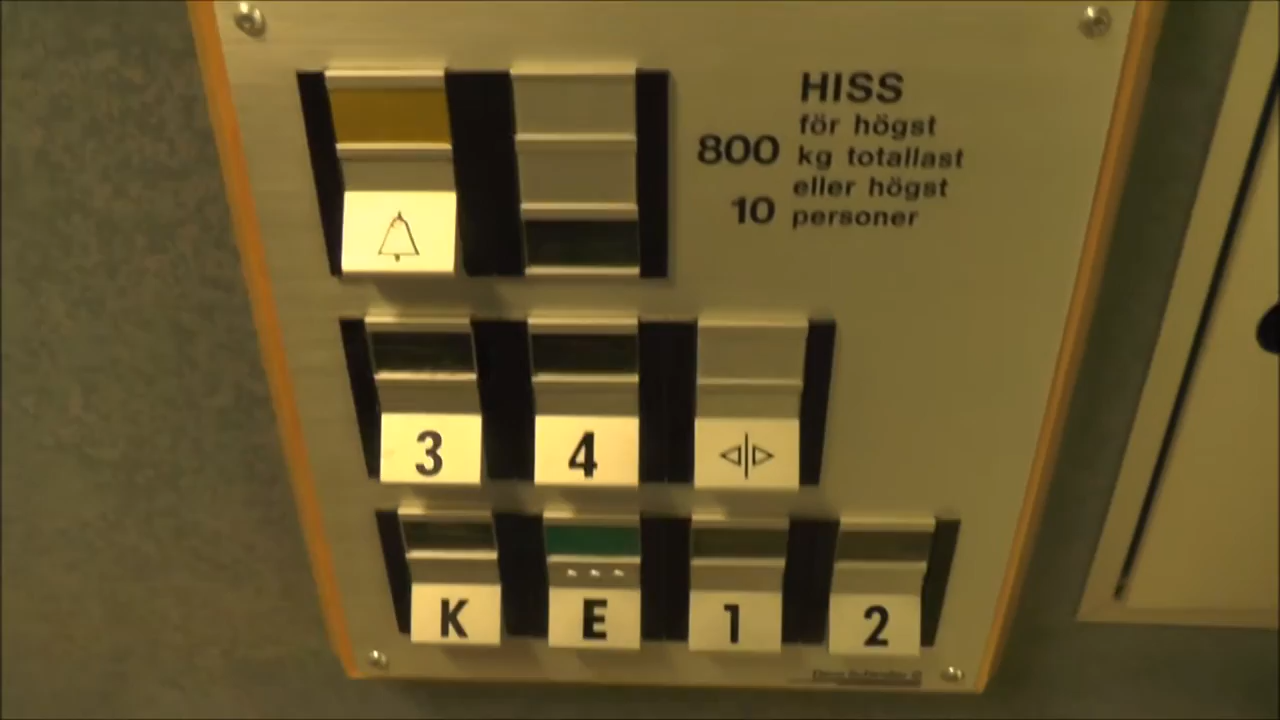 HISS
för högst
800 kg totallast
eller högst
10 personer
3 4
K E 1 2